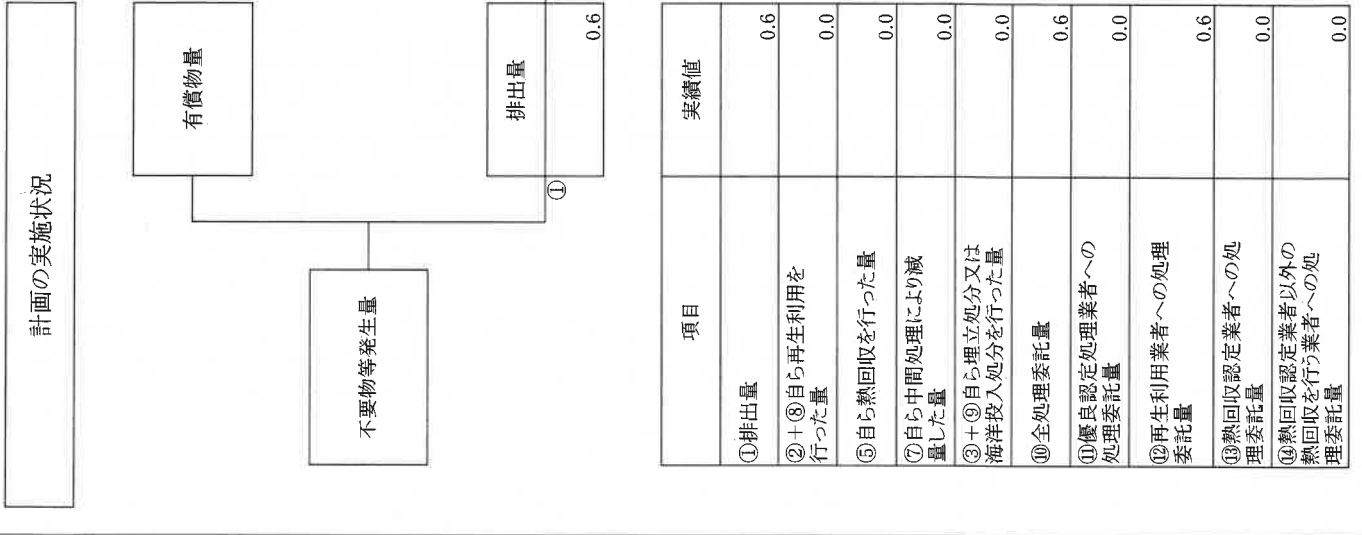 計画の実施状況
不要物等発生量
有償物量
①
排出量
0.6
項目
実績値
①排出量
0.6
②+⑧自ら再生利用を
行った量
0.0
⑤自ら熱回収を行った量
0.0
⑦自ら中間処理により減
量した量
0.0
③+⑨自ら埋立処分又は
海洋投入処分を行った量
0.0
⑩全処理委託量
0.6
⑪優良認定処理業者への
処理委託量
0.0
⑫再生利用業者への処理
委託量
0.6
⑬熱回収認定業者への処
理委託量
0.0
⑭熱回収認定業者以外の
熱回収を行う業者への処
理委託量
0.0